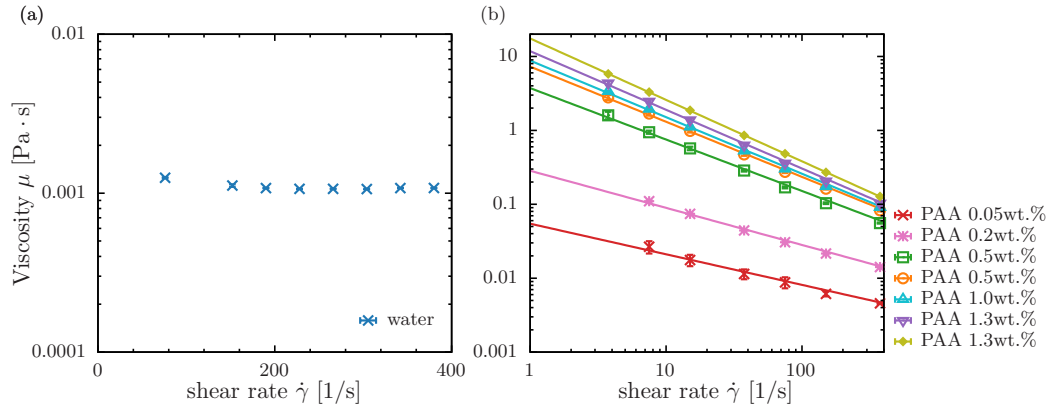 (a)
0.01
0.001
0.0001
Viscosity μ [Pa · s]
0
200
400
shear rate γ̇ [1/s]
water
(b)
10
1
0.1
0.01
0.001
1
10
100
shear rate γ̇ [1/s]
PAA 0.05wt.%
PAA 0.2wt.%
PAA 0.5wt.%
PAA 0.5wt.%
PAA 1.0wt.%
PAA 1.3wt.%
PAA 1.3wt.%